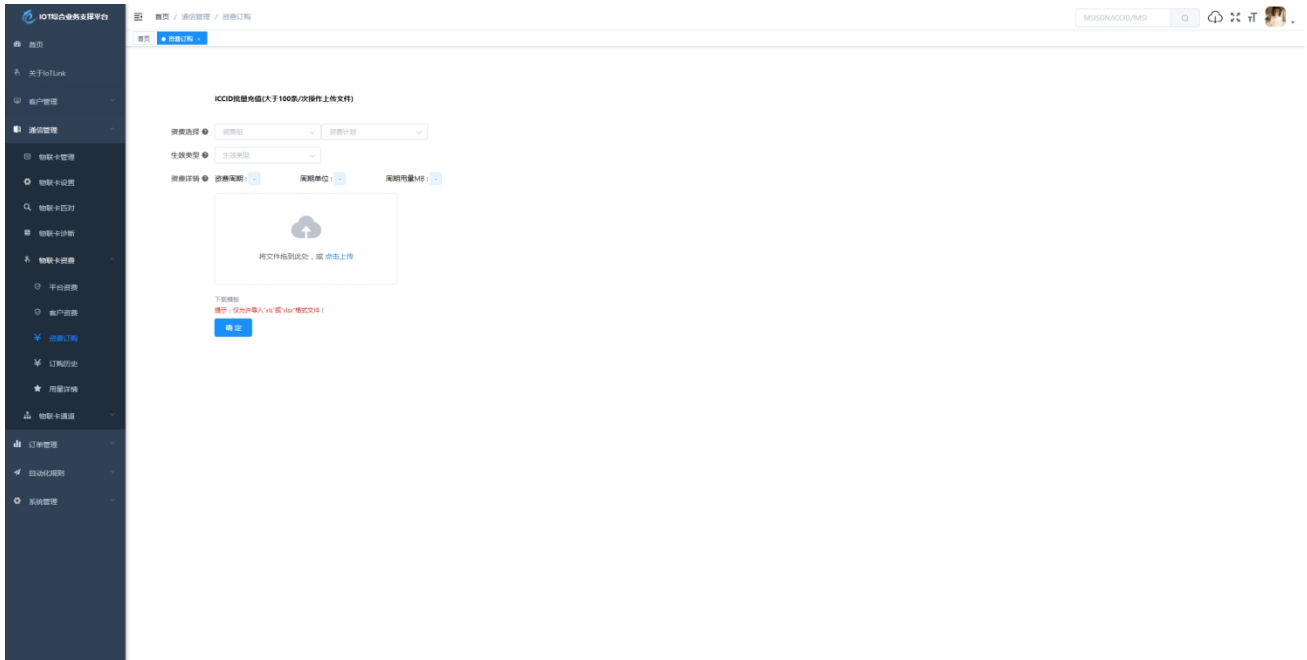 IOT综合业务支撑平台
首页 / 通信管理 / 资费订购
MSISDN/ICCID/IMSI
首页
资费订购 ×
首页
关于IoTLink
客户管理
通信管理
物联卡管理
物联卡设置
物联卡匹对
物联卡诊断
物联卡资费
平台资费
客户资费
资费订购
订购历史
用量详情
物联卡通道
订单管理
自动化规则
系统管理
ICCID批量充值(大于100条/次操作上传文件)
资费选择 资费组 资费计划
生效类型 生效类型
资费详情 资费周期： - 周期单位： - 周期用量MB： -
将文件拖到此处，或 点击上传
下载模板
提示：仅允许导入“xls”或“xlsx”格式文件！
确 定